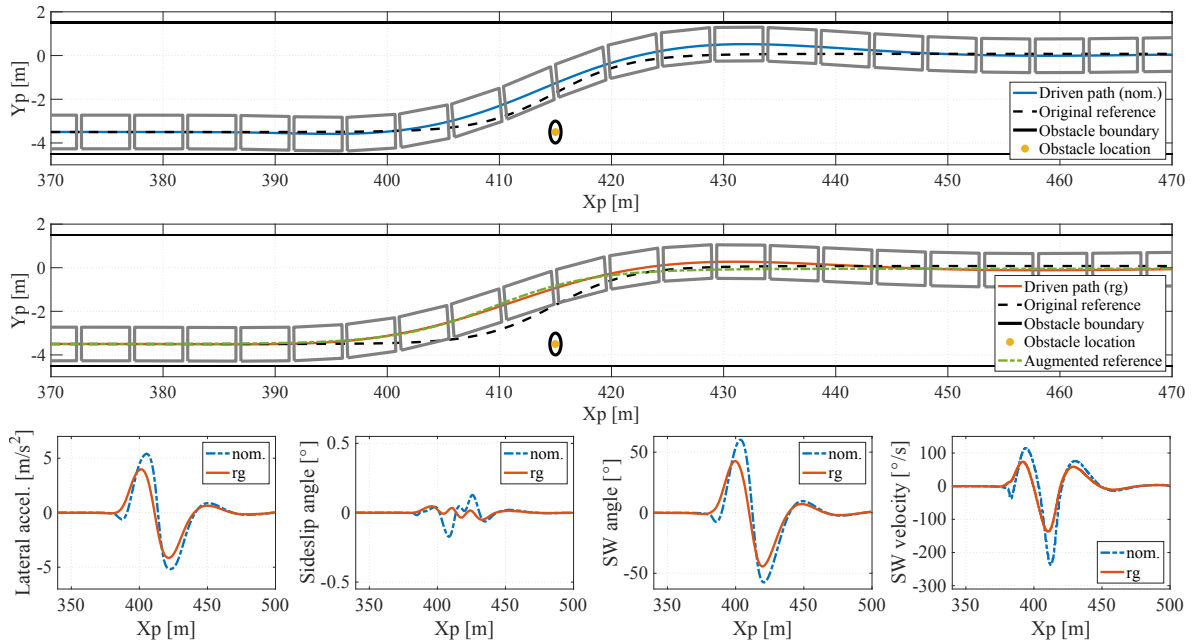 2
0
-2
-4
Yp [m]
370 380 390 400 410 420 430 440 450 460 470
Xp [m]
Driven path (nom.)
Original reference
Obstacle boundary
Obstacle location
2
0
-2
-4
Yp [m]
370 380 390 400 410 420 430 440 450 460 470
Xp [m]
Driven path (rg)
Original reference
Obstacle boundary
Obstacle location
Augmented reference
Lateral accel. [m/s²]
5
0
-5
350 400 450 500
Xp [m]
nom.
rg
Sideslip angle [°]
0.5
0
-0.5
350 400 450 500
Xp [m]
nom.
rg
SW angle [°]
50
0
-50
350 400 450 500
Xp [m]
nom.
rg
SW velocity [°/s]
100
0
-100
-200
-300
350 400 450 500
Xp [m]
nom.
rg